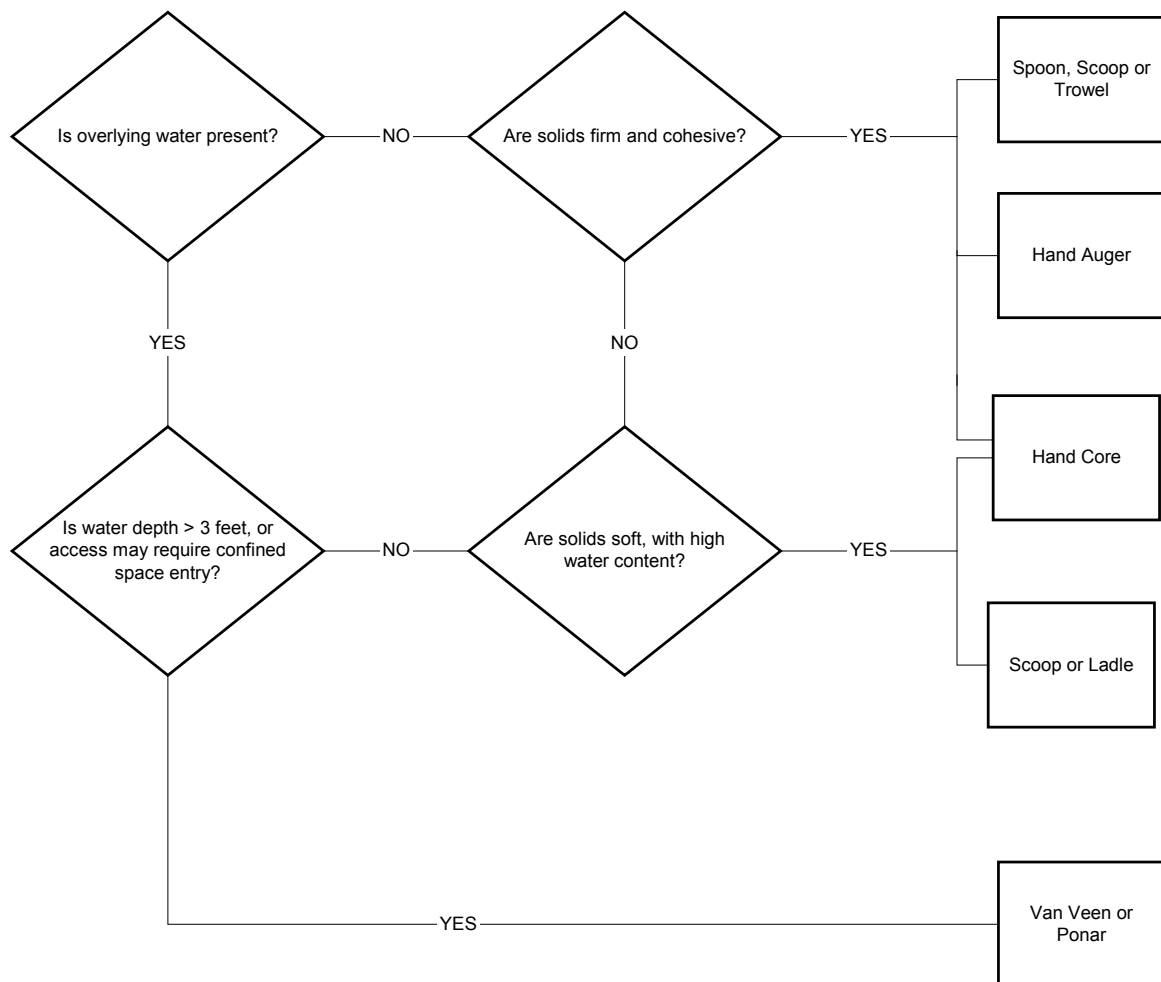 Is overlying water present?
NO
Are solids firm and cohesive?
YES
Spoon, Scoop or
Trowel
Hand Auger
YES
NO
Hand Core
Is water depth > 3 feet, or
access may require confined
space entry?
NO
Are solids soft, with high
water content?
YES
Scoop or Ladle
YES
Van Veen or
Ponar